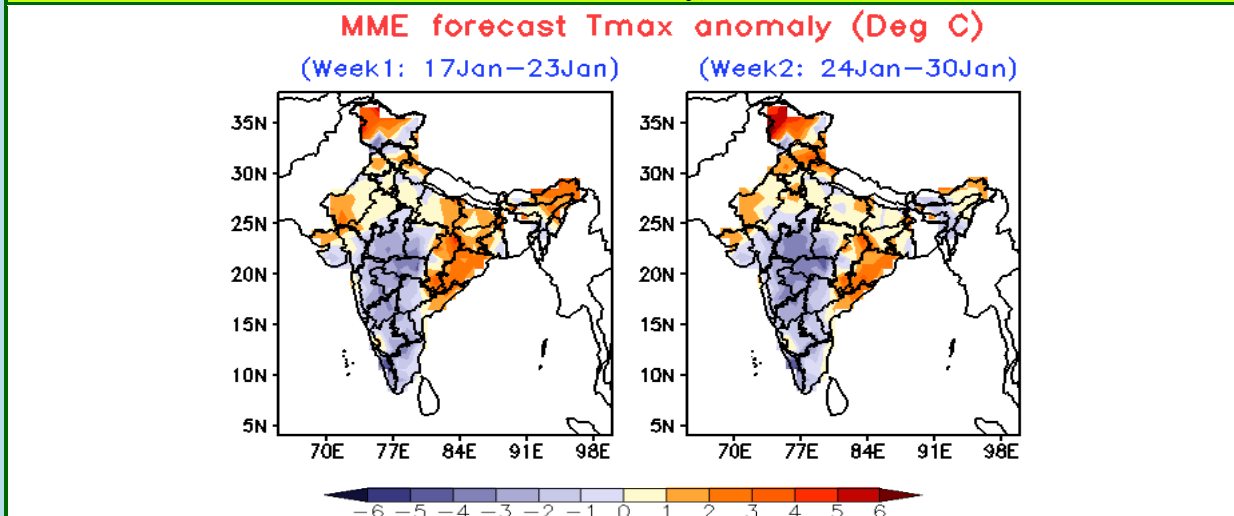 MME forecast Tmax anomaly (Deg C)
(Week1: 17Jan−23Jan) (Week2: 24Jan−30Jan)
35N 35N
30N 30N
25N 25N
20N 20N
15N 15N
10N 10N
5N 5N
70E 77E 84E 91E 98E 70E 77E 84E 91E 98E
−6 −5 −4 −3 −2 −1 0 1 2 3 4 5 6